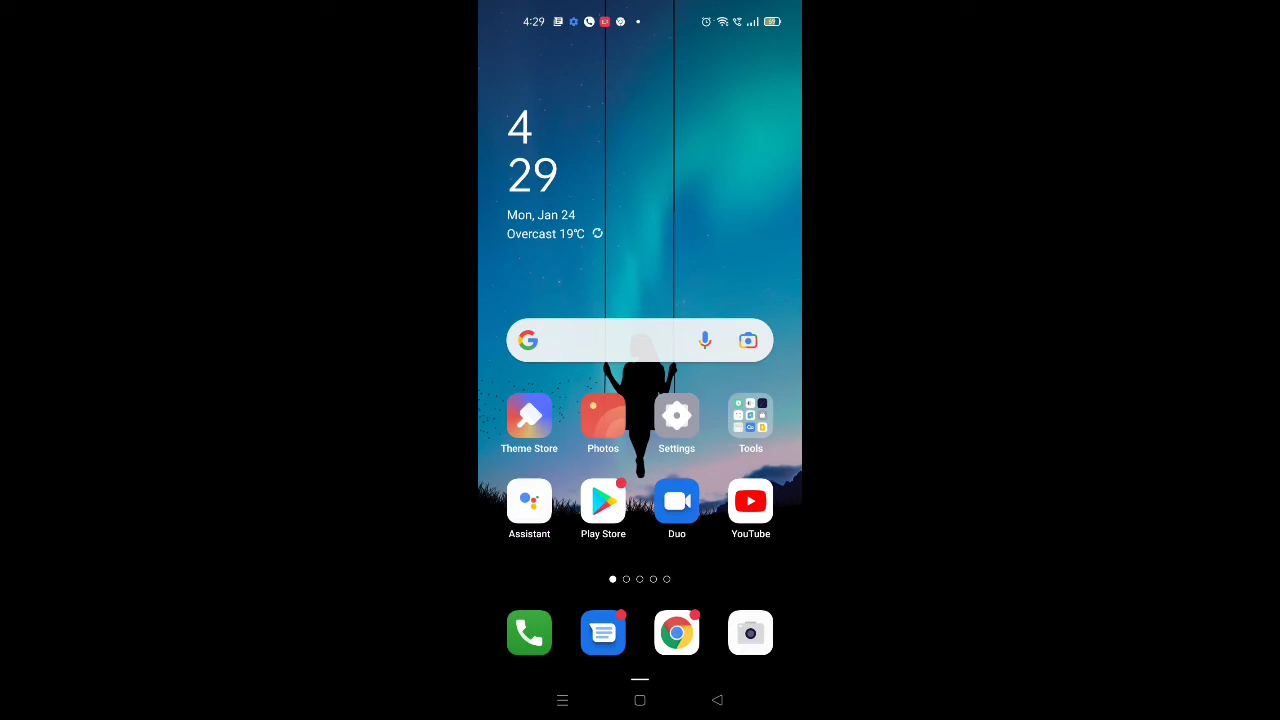 4:29
4
29
Mon, Jan 24
Overcast 19°C
Theme Store
Photos
Settings
Tools
Assistant
Play Store
Duo
YouTube